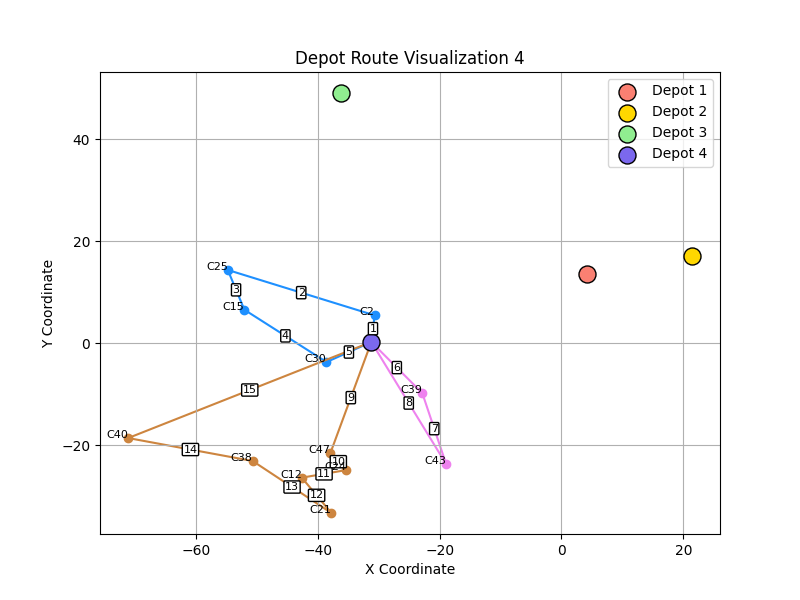 Depot Route Visualization 4
Depot 1
Depot 2
Depot 3
Depot 4
Y Coordinate
40
20
0
−20
−60
−40
−20
0
20
X Coordinate
C25
2
3
C15
C2
1
4
C30
5
6
C39
8
7
C43
9
15
C40
14
C38
C47
10
11
C12
13
12
C21